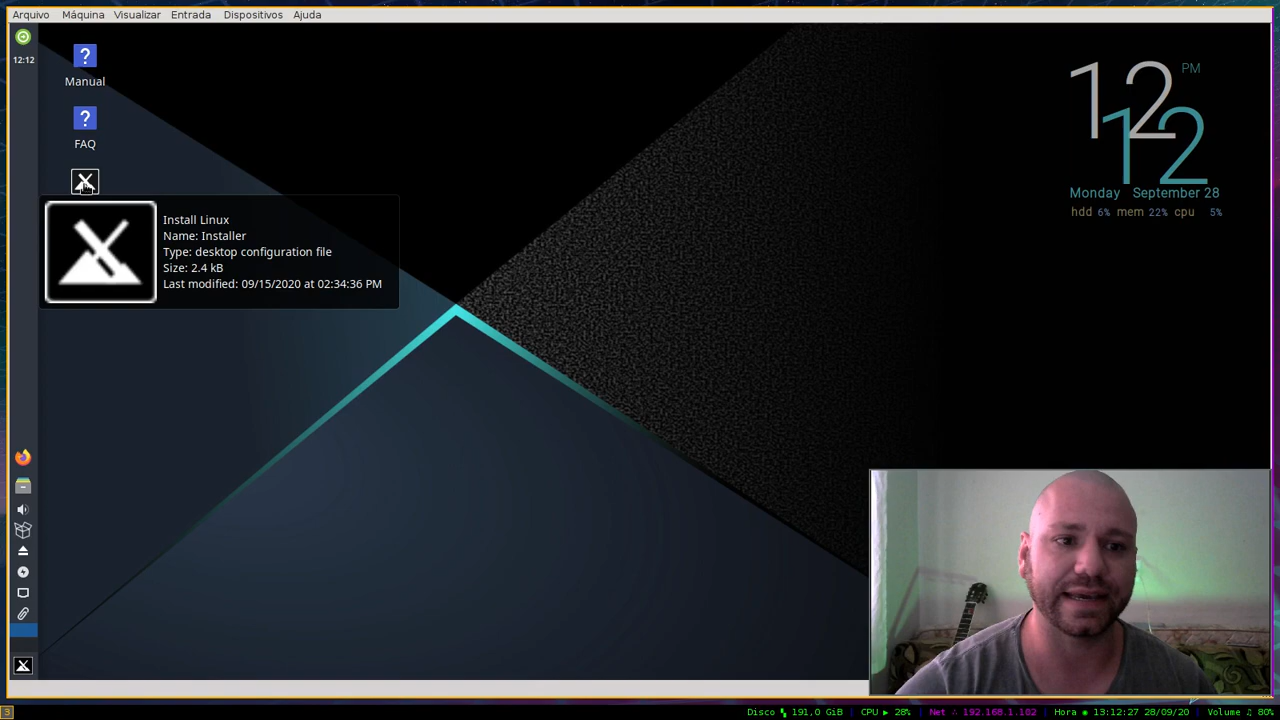 Arquivo Máquina Visualizar Entrada Dispositivos Ajuda
12:12
Manual
FAQ
Install Linux
Name: Installer
Type: desktop configuration file
Size: 2.4 kB
Last modified: 09/15/2020 at 02:34:36 PM
12 PM
12
Monday September 28
hdd 6% mem 22% cpu 5%
3 Disco 191,0 GiB | CPU ▶ 28% | Net 192.168.1.102 | Hora 13:12:27 28/09/20 | Volume ♫ 80%